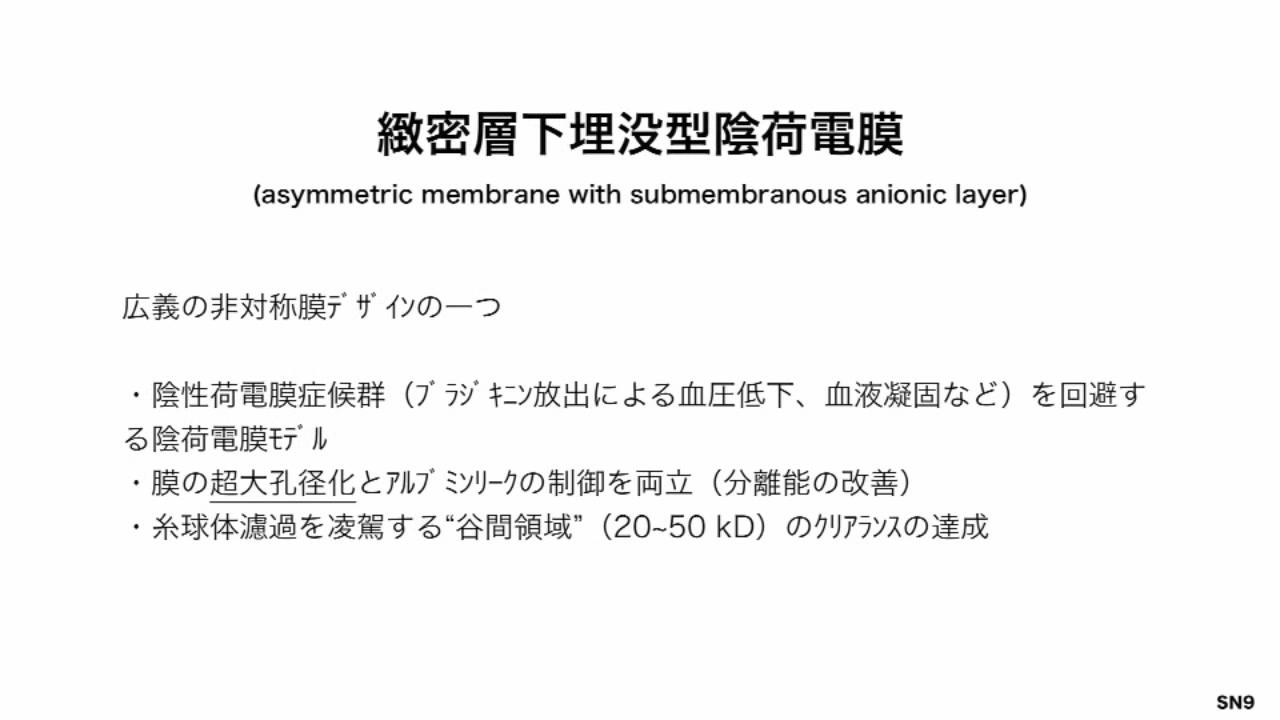 緻密層下埋没型陰荷電膜
(asymmetric membrane with submembranous anionic layer)
広義の非対称膜ﾃﾞｻﾞｲﾝの一つ
・陰性荷電膜症候群（ﾌﾞﾗｼﾞｷﾆﾝ放出による血圧低下、血液凝固など）を回避す
る陰荷電膜ﾓﾃﾞﾙ
・膜の超大孔径化とｱﾙﾌﾞﾐﾝﾘｰｸの制御を両立（分離能の改善）
・糸球体濾過を凌駕する“谷間領域”（20~50 kD）のｸﾘｱﾗﾝｽの達成
SN9